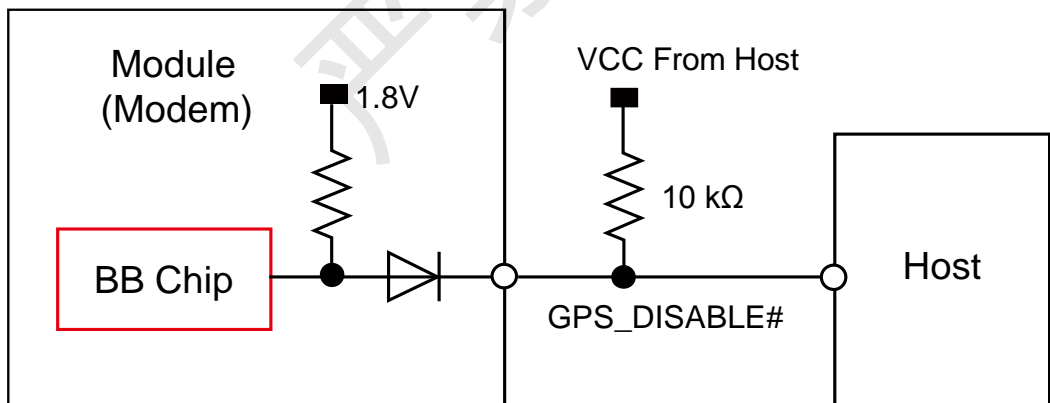 Module
(Modem)
1.8V
VCC From Host
10 kΩ
BB Chip
Host
GPS_DISABLE#